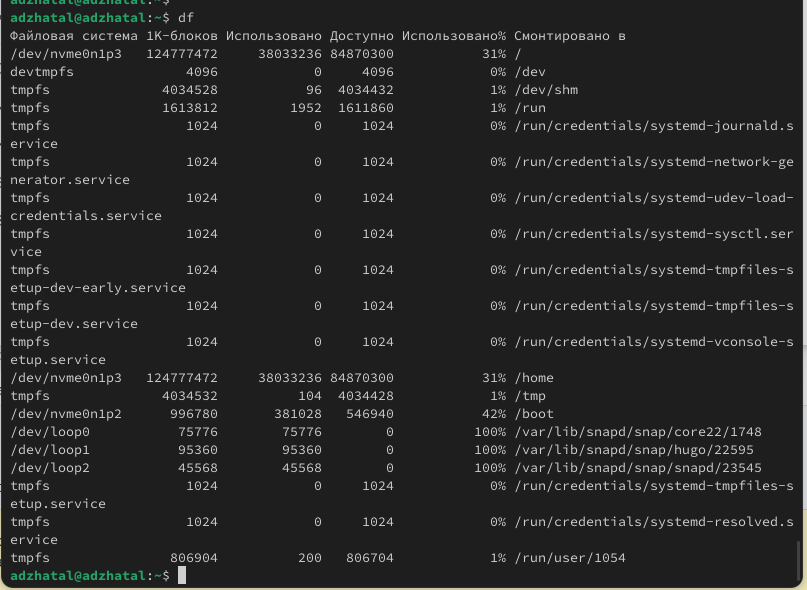 adzhatal@adzhatal:~$ df
Файловая система 1K-блоков Использовано Доступно Использовано% Смонтировано в
/dev/nvme0n1p3 124777472 38033236 84870300 31% /
devtmpfs 4096 0 4096 0% /dev
tmpfs 4034528 96 4034432 1% /dev/shm
tmpfs 1613812 1952 1611860 1% /run
tmpfs 1024 0 1024 0% /run/credentials/systemd-journald.s
ervice
tmpfs 1024 0 1024 0% /run/credentials/systemd-network-ge
nerator.service
tmpfs 1024 0 1024 0% /run/credentials/systemd-udev-load-
credentials.service
tmpfs 1024 0 1024 0% /run/credentials/systemd-sysctl.ser
vice
tmpfs 1024 0 1024 0% /run/credentials/systemd-tmpfiles-s
etup-dev-early.service
tmpfs 1024 0 1024 0% /run/credentials/systemd-tmpfiles-s
etup-dev.service
tmpfs 1024 0 1024 0% /run/credentials/systemd-vconsole-s
etup.service
/dev/nvme0n1p3 124777472 38033236 84870300 31% /home
tmpfs 4034532 104 4034428 1% /tmp
/dev/nvme0n1p2 996780 381028 546940 42% /boot
/dev/loop0 75776 75776 0 100% /var/lib/snapd/snap/core22/1748
/dev/loop1 95360 95360 0 100% /var/lib/snapd/snap/hugo/22595
/dev/loop2 45568 45568 0 100% /var/lib/snapd/snap/snapd/23545
tmpfs 1024 0 1024 0% /run/credentials/systemd-tmpfiles-s
etup.service
tmpfs 1024 0 1024 0% /run/credentials/systemd-resolved.s
ervice
tmpfs 806904 200 806704 1% /run/user/1054
adzhatal@adzhatal:~$